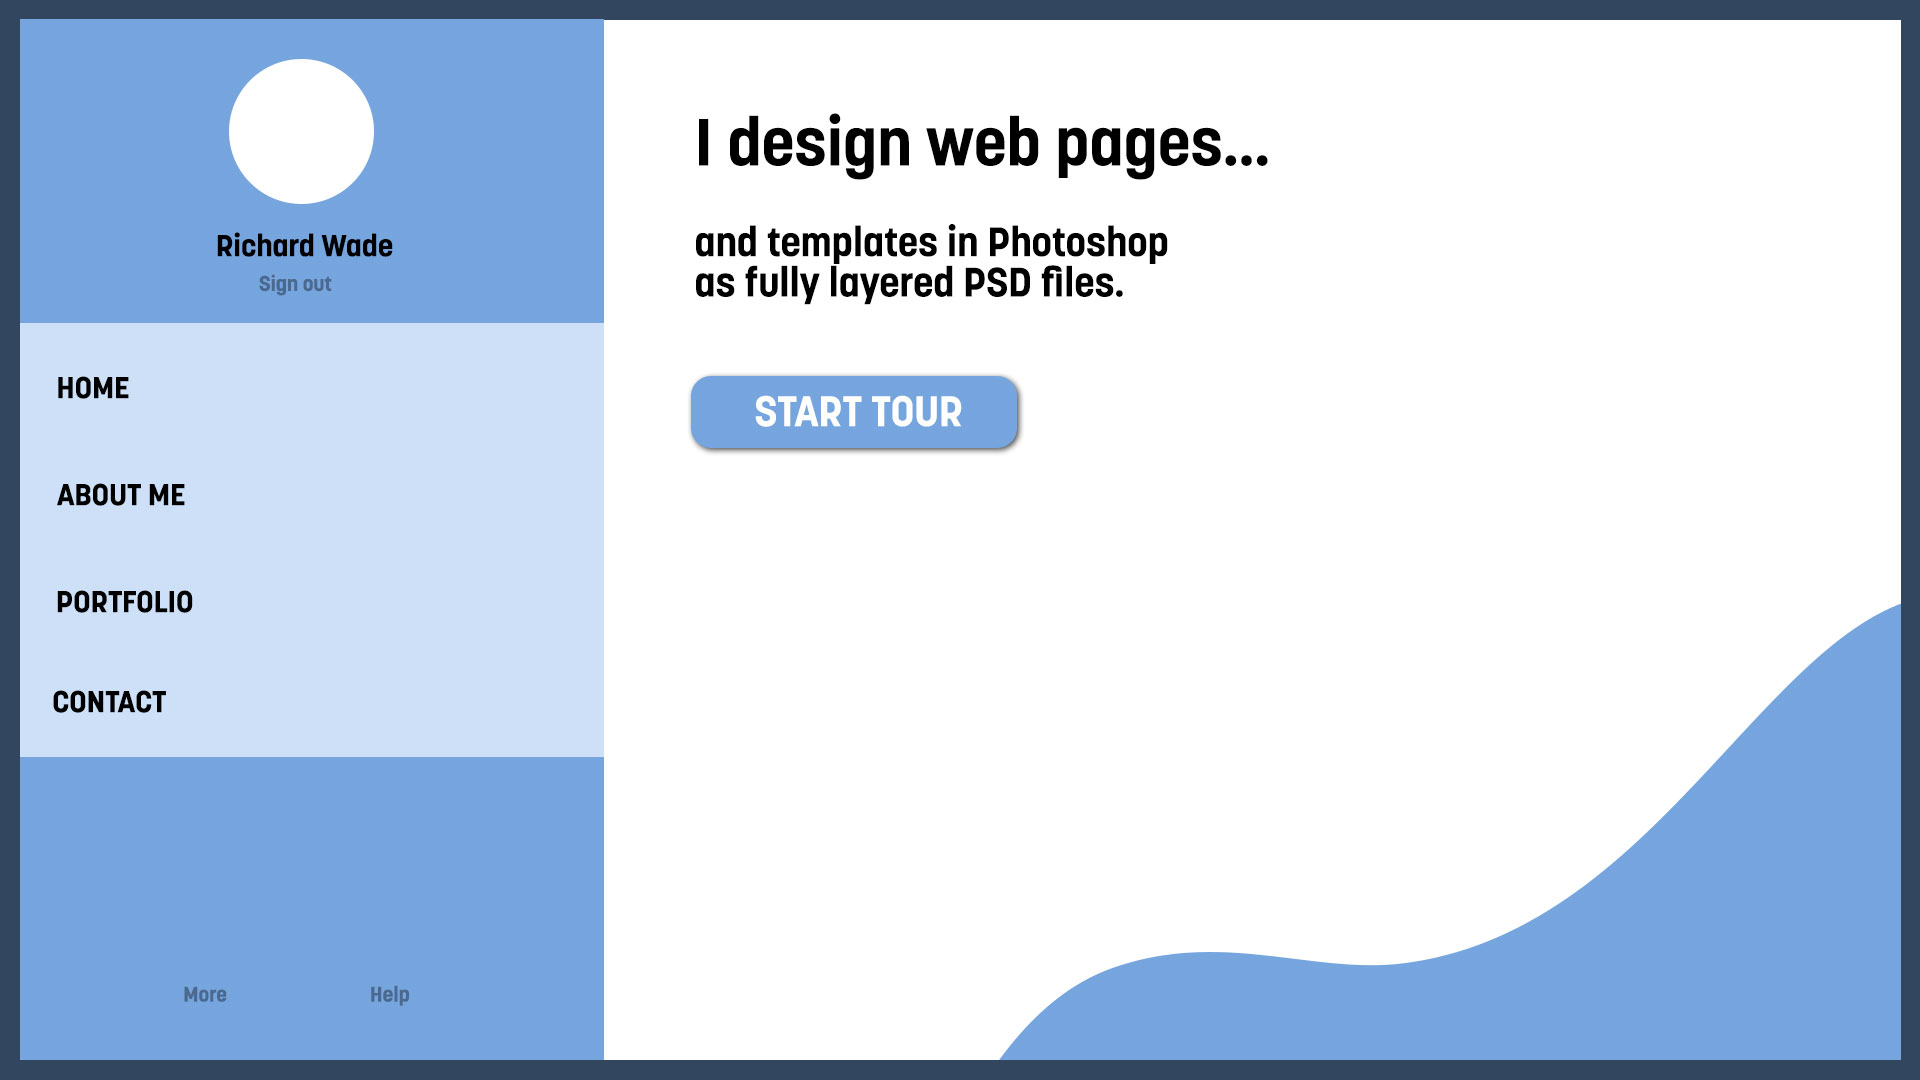 Richard Wade
Sign out
HOME
ABOUT ME
PORTFOLIO
CONTACT
More
Help
I design web pages...
and templates in Photoshop
as fully layered PSD files.
START TOUR